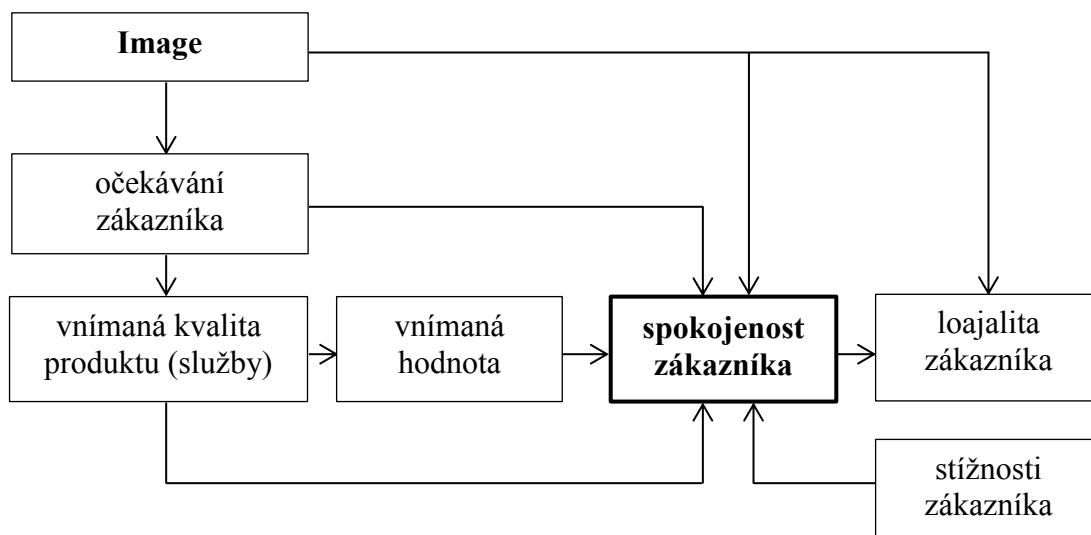 Image
očekávání
zákazníka
vnímaná kvalita
produktu (služby)
vnímaná
hodnota
spokojenost
zákazníka
loajalita
zákazníka
stížnosti
zákazníka